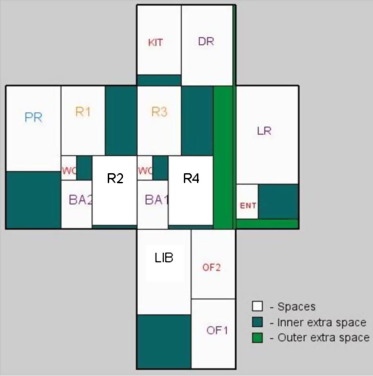 KIT
DR
PR
R1
R3
LR
WC
WC
R2
R4
BA2
BA1
ENT
LIB
OF2
OF1
- Spaces
- Inner extra space
- Outer extra space